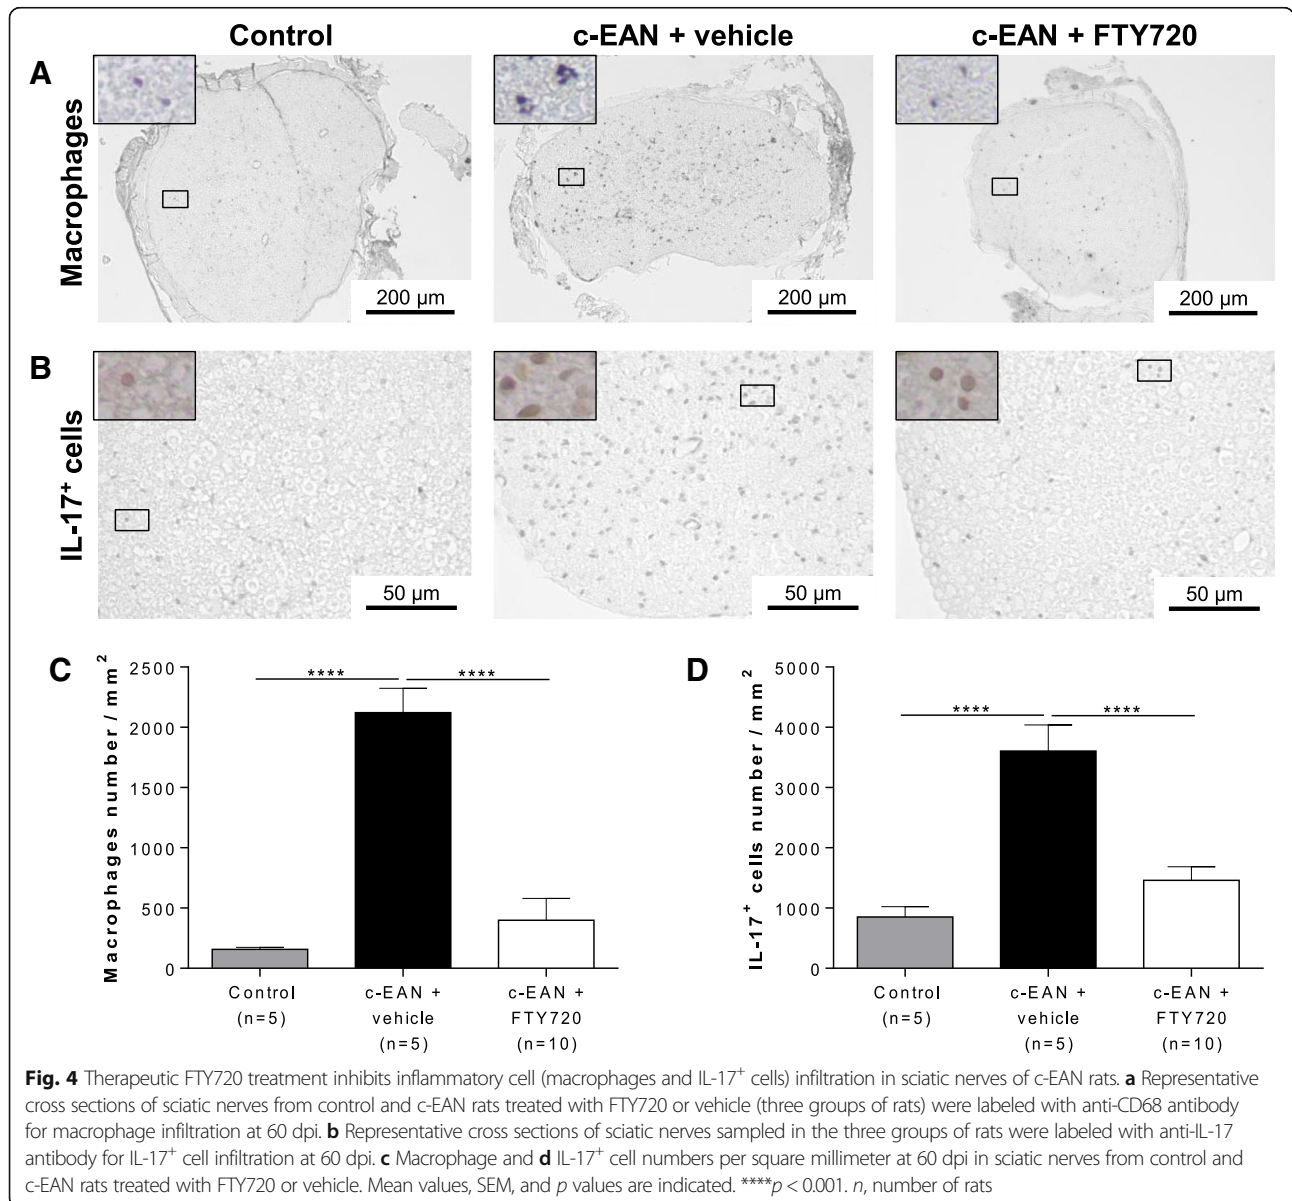 Control
c-EAN + vehicle
c-EAN + FTY720
A
Macrophages
200 µm
200 µm
200 µm
B
IL-17⁺ cells
50 µm
50 µm
50 µm
C
Macrophages number / mm²
2500
2000
1500
1000
500
0
****
****
Control
(n=5)
c-EAN +
vehicle
(n=5)
c-EAN +
FTY720
(n=10)
D
IL-17⁺ cells number / mm²
5000
4000
3000
2000
1000
0
****
****
Control
(n=5)
c-EAN +
vehicle
(n=5)
c-EAN +
FTY720
(n=10)
Fig. 4 Therapeutic FTY720 treatment inhibits inflammatory cell (macrophages and IL-17⁺ cells) infiltration in sciatic nerves of c-EAN rats. a Representative
cross sections of sciatic nerves from control and c-EAN rats treated with FTY720 or vehicle (three groups of rats) were labeled with anti-CD68 antibody
for macrophage infiltration at 60 dpi. b Representative cross sections of sciatic nerves sampled in the three groups of rats were labeled with anti-IL-17
antibody for IL-17⁺ cell infiltration at 60 dpi. c Macrophage and d IL-17⁺ cell numbers per square millimeter at 60 dpi in sciatic nerves from control and
c-EAN rats treated with FTY720 or vehicle. Mean values, SEM, and p values are indicated. ****p < 0.001. n, number of rats